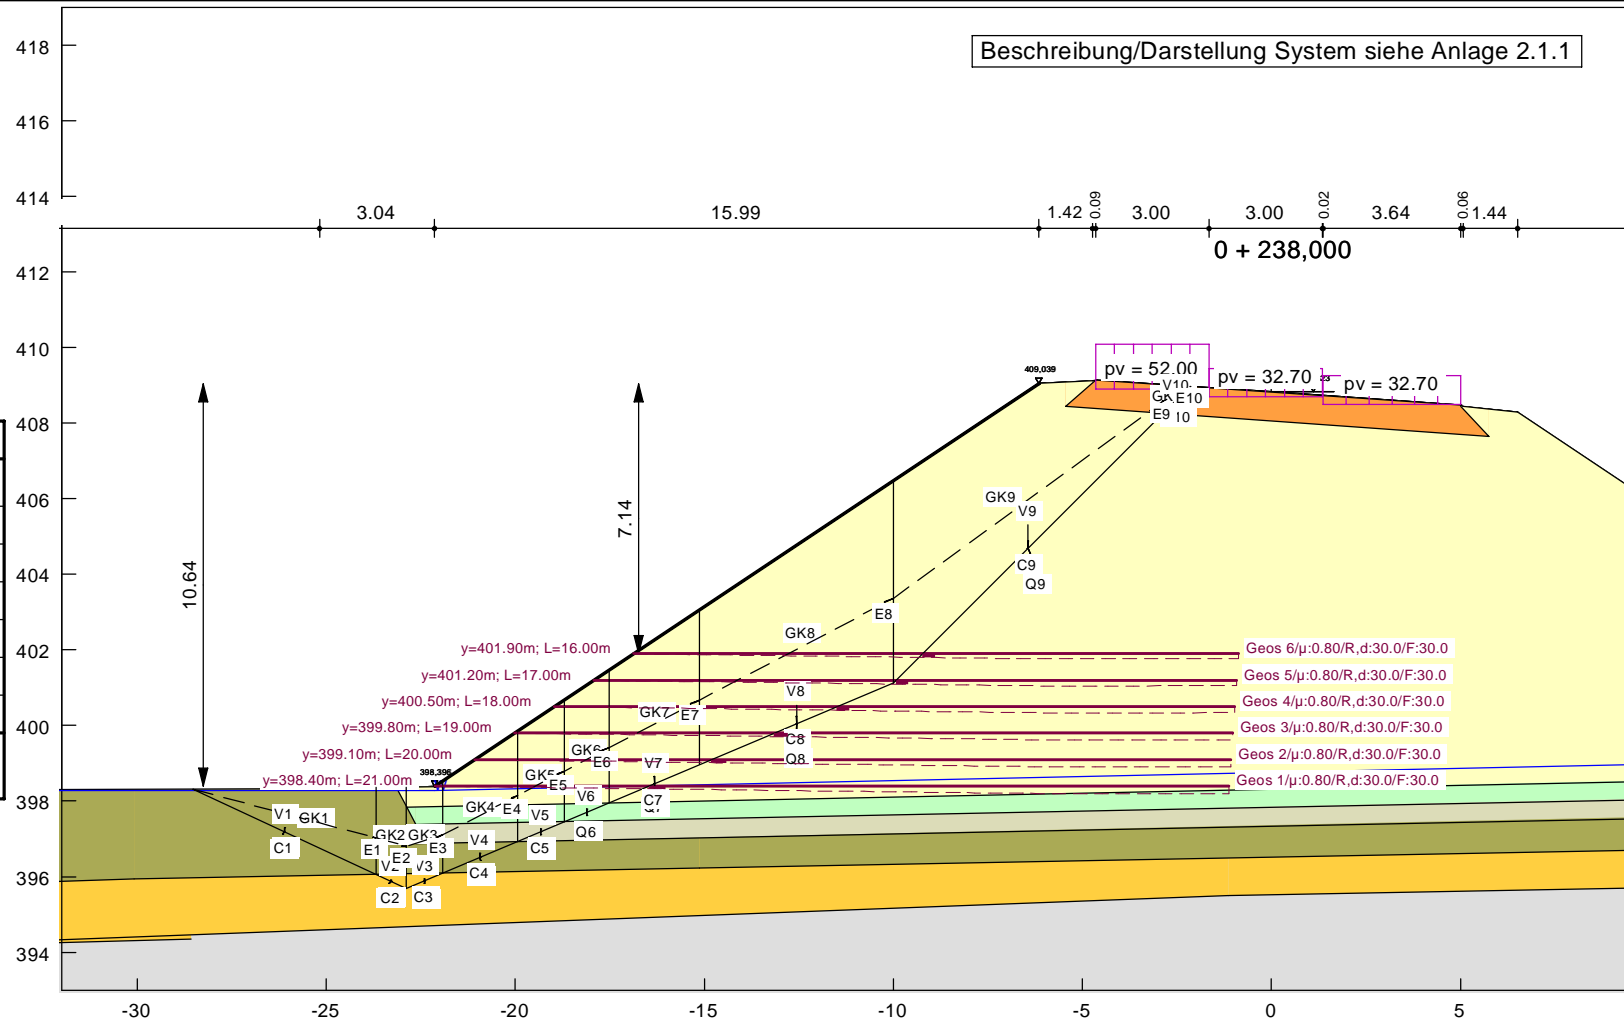 418
Beschreibung/Darstellung System siehe Anlage 2.1.1
416
414
3.04
15.99
1.42
0.09
3.00
3.00
0.02
3.64
0.06
1.44
0 + 238,000
412
410
409,039
pv = 52.00
pv = 32.70
pv = 32.70
V10
E10
E9
408
406
GK9
V9
7.14
10.64
404
C9
Q9
E8
GK8
402
y=401.90m; L=16.00m
Geos 6/µ:0.80/R,d:30.0/F:30.0
y=401.20m; L=17.00m
Geos 5/µ:0.80/R,d:30.0/F:30.0
V8
y=400.50m; L=18.00m
Geos 4/µ:0.80/R,d:30.0/F:30.0
GK7
E7
400
y=399.80m; L=19.00m
Geos 3/µ:0.80/R,d:30.0/F:30.0
C8
y=399.10m; L=20.00m
Geos 2/µ:0.80/R,d:30.0/F:30.0
GK6
E6
Q8
V7
y=398.40m; L=21.00m
Geos 1/µ:0.80/R,d:30.0/F:30.0
GK5
E5
398
V6
C7
GK4
E4
V1
GK1
V5
Q6
GK2
GK3
V4
C1
E1
E2
E3
C5
V3
C4
396
C2
C3
394
-30
-25
-20
-15
-10
-5
0
5